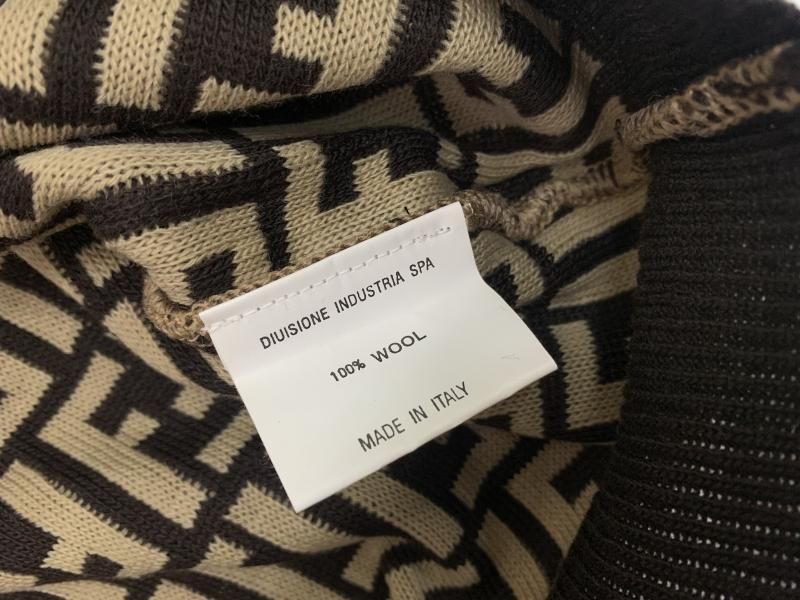 DIUISIONE INDUSTRIA SPA
100% WOOL
MADE IN ITALY